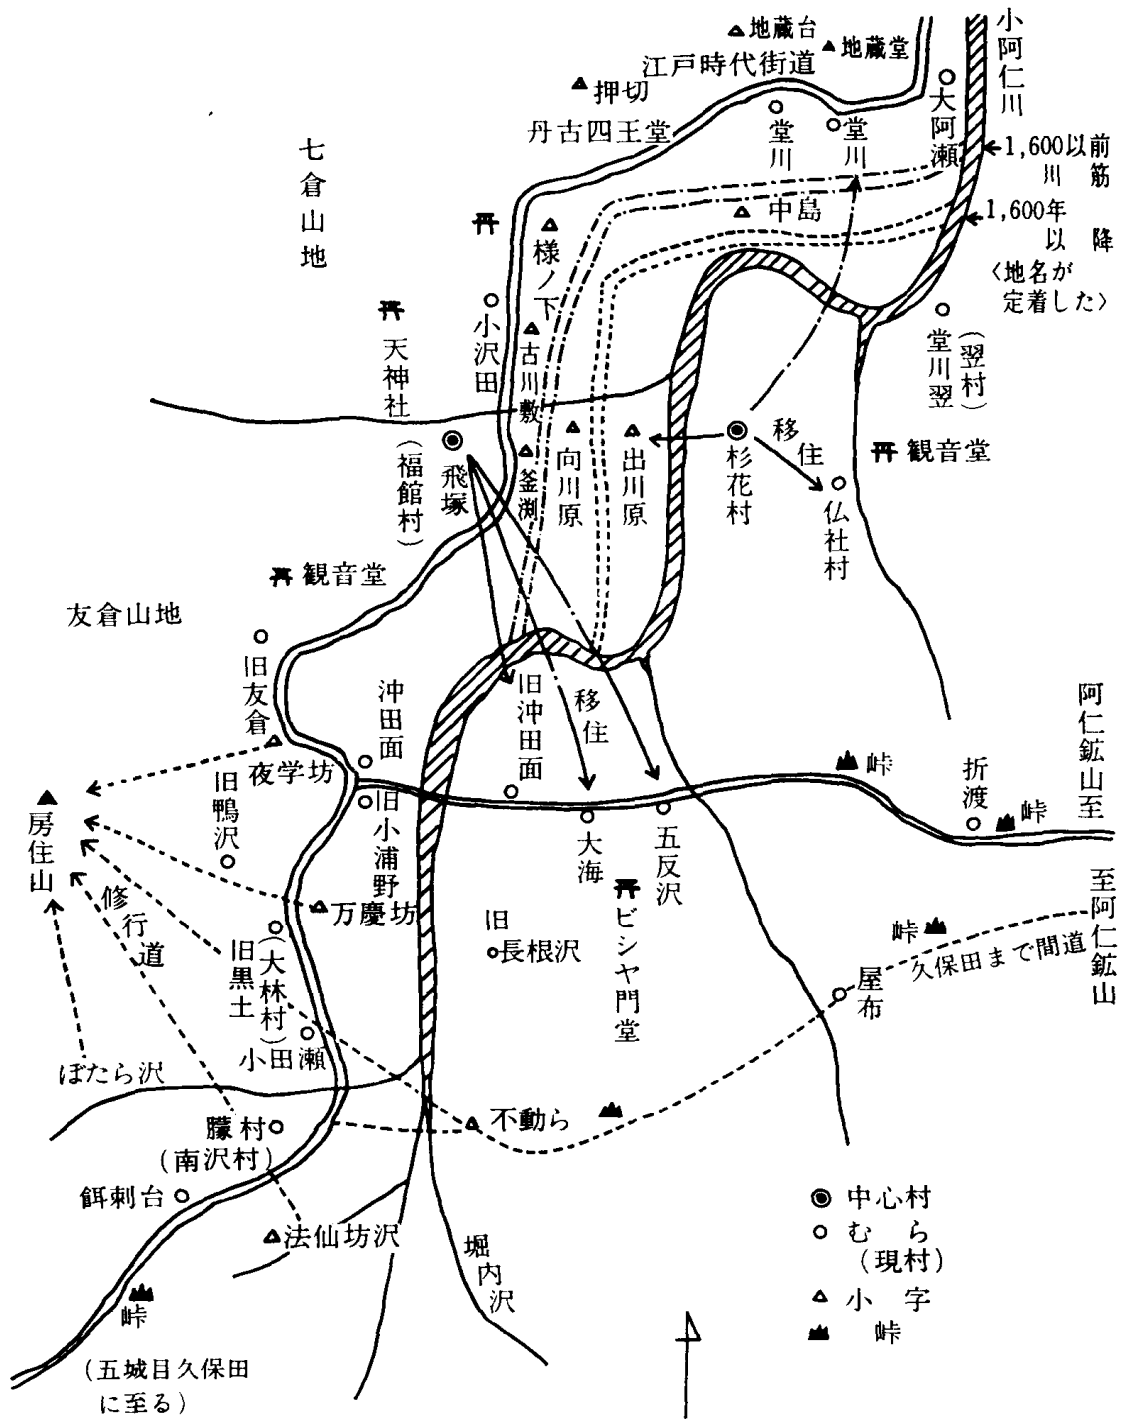 地蔵台
地蔵堂
江戸時代街道
押切
丹古四王堂
堂川
堂川
大阿瀬
小阿仁川
1,600以前
川筋
1,600年
以降
〈地名が
定着した〉
七倉山地
中島
様ノ下
小沢田
古川敷
天神社
飛塚
(福館村)
釜渕
向川原
出川原
杉花村
移住
仏社村
堂川翌
(翌村)
観音堂
観音堂
友倉山地
旧友倉
夜学坊
沖田面
旧沖田面
移住
旧鴨沢
旧小浦野
房住山
修行道
万慶坊
旧黒土
(大林村)
小田瀬
ぼたら沢
大海
五反沢
ビシヤ門堂
旧
長根沢
峠
折渡
峠
阿仁鉱山至
至阿仁鉱山
峠
久保田まで間道
屋布
不動ら
朦村
(南沢村)
餌刺台
法仙坊沢
堀内沢
峠
(五城目久保田
に至る)
中心村
むら
(現村)
小字
峠